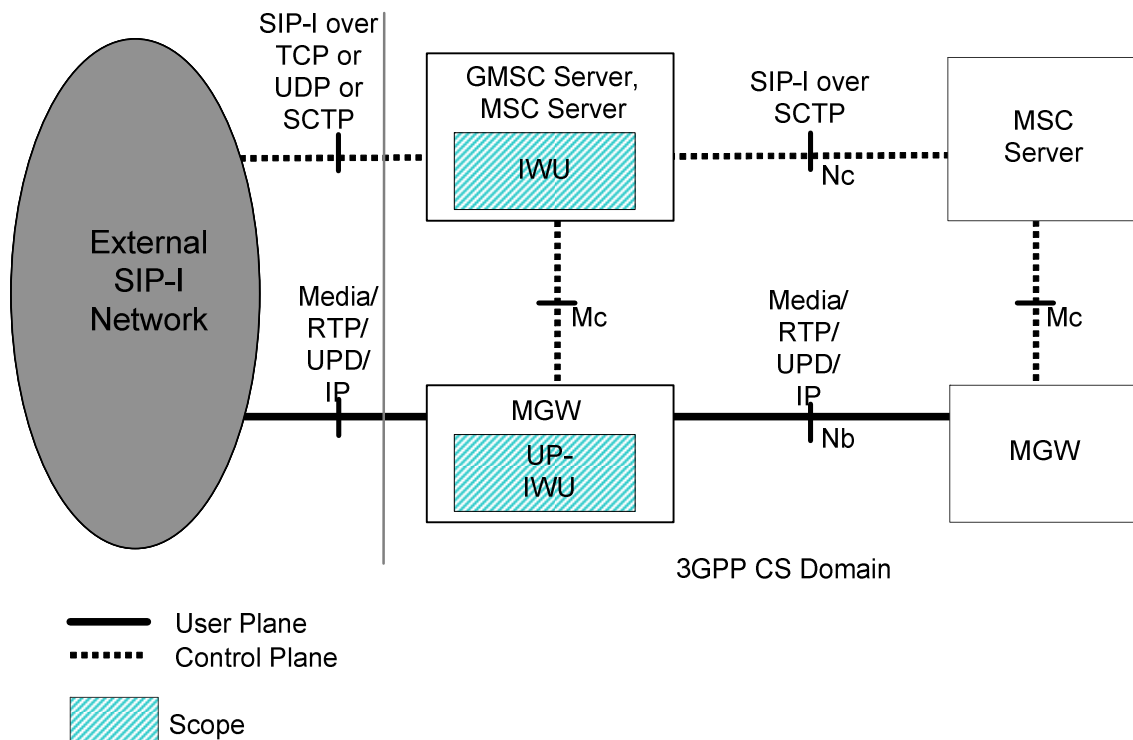 SIP-I over
TCP or
UDP or
SCTP
GMSC Server,
MSC Server
IWU
SIP-I over
SCTP
Nc
MSC
Server
External
SIP-I
Network
Media/
RTP/
UPD/
IP
Mc
Media/
RTP/
UPD/
IP
Nb
Mc
MGW
UP-
IWU
MGW
3GPP CS Domain
User Plane
Control Plane
Scope